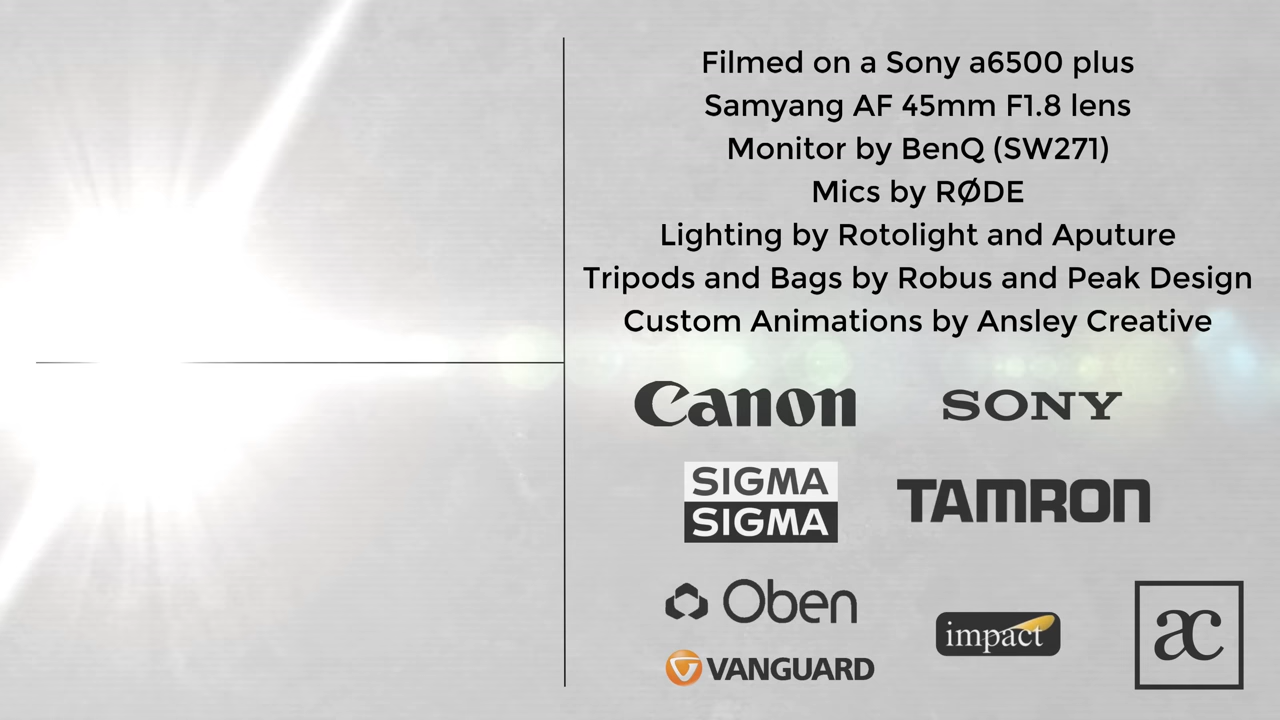 Filmed on a Sony a6500 plus
Samyang AF 45mm F1.8 lens
Monitor by BenQ (SW271)
Mics by RØDE
Lighting by Rotolight and Aputure
Tripods and Bags by Robus and Peak Design
Custom Animations by Ansley Creative
Canon SONY
SIGMA
SIGMA
TAMRON
Oben
impact
VANGUARD
ac